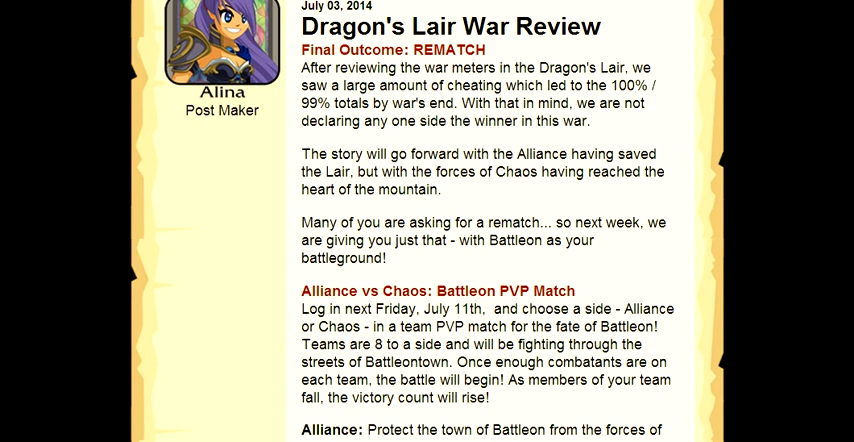 July 03, 2014
Dragon's Lair War Review
Final Outcome: REMATCH
After reviewing the war meters in the Dragon's Lair, we
saw a large amount of cheating which led to the 100% /
99% totals by war's end. With that in mind, we are not
declaring any one side the winner in this war.
The story will go forward with the Alliance having saved
the Lair, but with the forces of Chaos having reached the
heart of the mountain.
Many of you are asking for a rematch... so next week, we
are giving you just that - with Battleon as your
battleground!
Alliance vs Chaos: Battleon PVP Match
Log in next Friday, July 11th, and choose a side - Alliance
or Chaos - in a team PVP match for the fate of Battleon!
Teams are 8 to a side and will be fighting through the
streets of Battleontown. Once enough combatants are on
each team, the battle will begin! As members of your team
fall, the victory count will rise!
Alliance: Protect the town of Battleon from the forces of
Alina
Post Maker